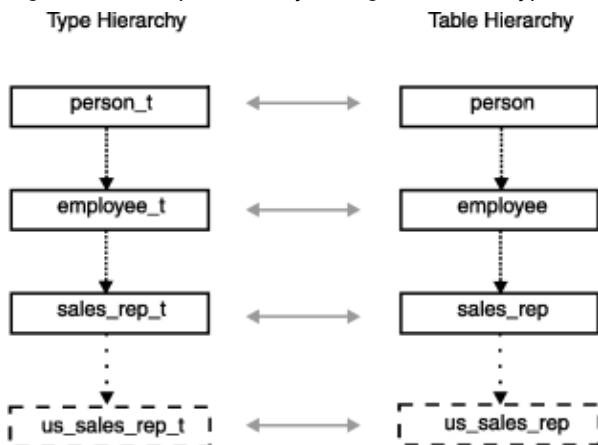 Type Hierarchy Table Hierarchy
person_t person
employee_t employee
sales_rep_t sales_rep
us_sales_rep_t us_sales_rep